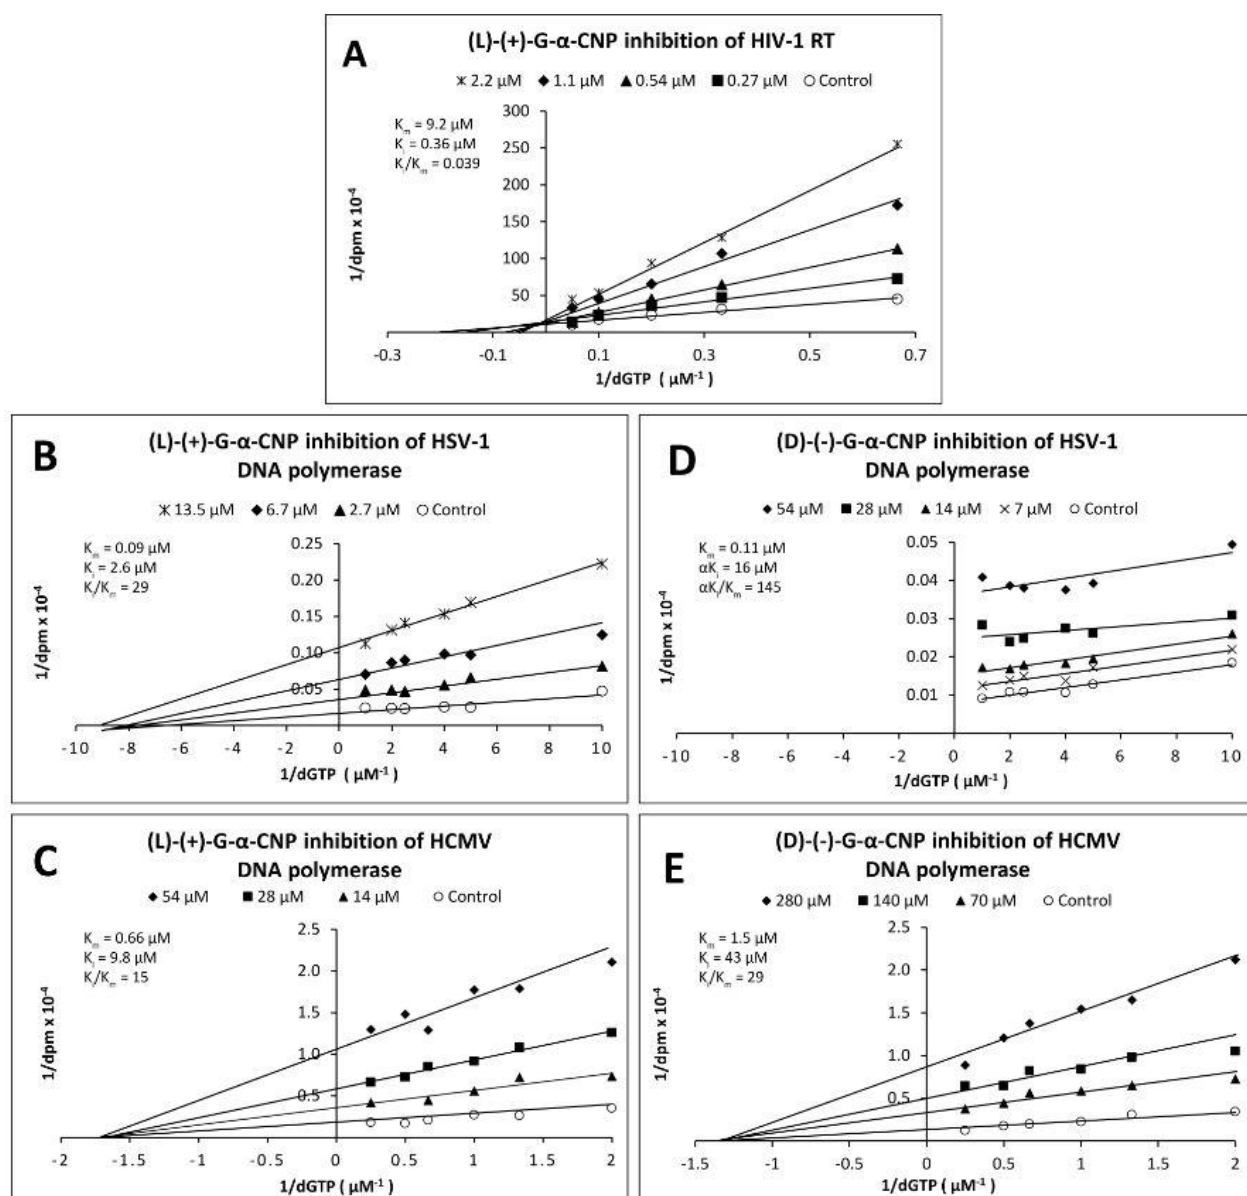 A
(L)-(+)-G-α-CNP inhibition of HIV-1 RT
2.2 µM 1.1 µM 0.54 µM 0.27 µM Control
Km = 9.2 µM
Ki = 0.36 µM
Ki/Km = 0.039
1/dpm x 10⁻⁴
300
250
200
150
100
50
-0.3 -0.1 0.1 0.3 0.5 0.7
1/dGTP ( µM⁻¹ )
B
(L)-(+)-G-α-CNP inhibition of HSV-1
DNA polymerase
13.5 µM 6.7 µM 2.7 µM Control
Km = 0.09 µM
Ki = 2.6 µM
Ki/Km = 29
1/dpm x 10⁻⁴
0.25
0.20
0.15
0.10
0.05
-10 -8 -6 -4 -2 0 2 4 6 8 10
1/dGTP ( µM⁻¹ )
D
(D)-(-)-G-α-CNP inhibition of HSV-1
DNA polymerase
54 µM 28 µM 14 µM 7 µM Control
Km = 0.11 µM
αKi = 16 µM
αKi/Km = 145
1/dpm x 10⁻⁴
0.05
0.04
0.03
0.02
0.01
-10 -8 -6 -4 -2 0 2 4 6 8 10
1/dGTP ( µM⁻¹ )
C
(L)-(+)-G-α-CNP inhibition of HCMV
DNA polymerase
54 µM 28 µM 14 µM Control
Km = 0.66 µM
Ki = 9.8 µM
Ki/Km = 15
1/dpm x 10⁻⁴
2.5
2.0
1.5
1.0
0.5
-2 -1.5 -1 -0.5 0 0.5 1 1.5 2
1/dGTP ( µM⁻¹ )
E
(D)-(-)-G-α-CNP inhibition of HCMV
DNA polymerase
280 µM 140 µM 70 µM Control
Km = 1.5 µM
Ki = 43 µM
Ki/Km = 29
1/dpm x 10⁻⁴
2.5
2.0
1.5
1.0
0.5
-1.5 -1 -0.5 0 0.5 1 1.5 2
1/dGTP ( µM⁻¹ )